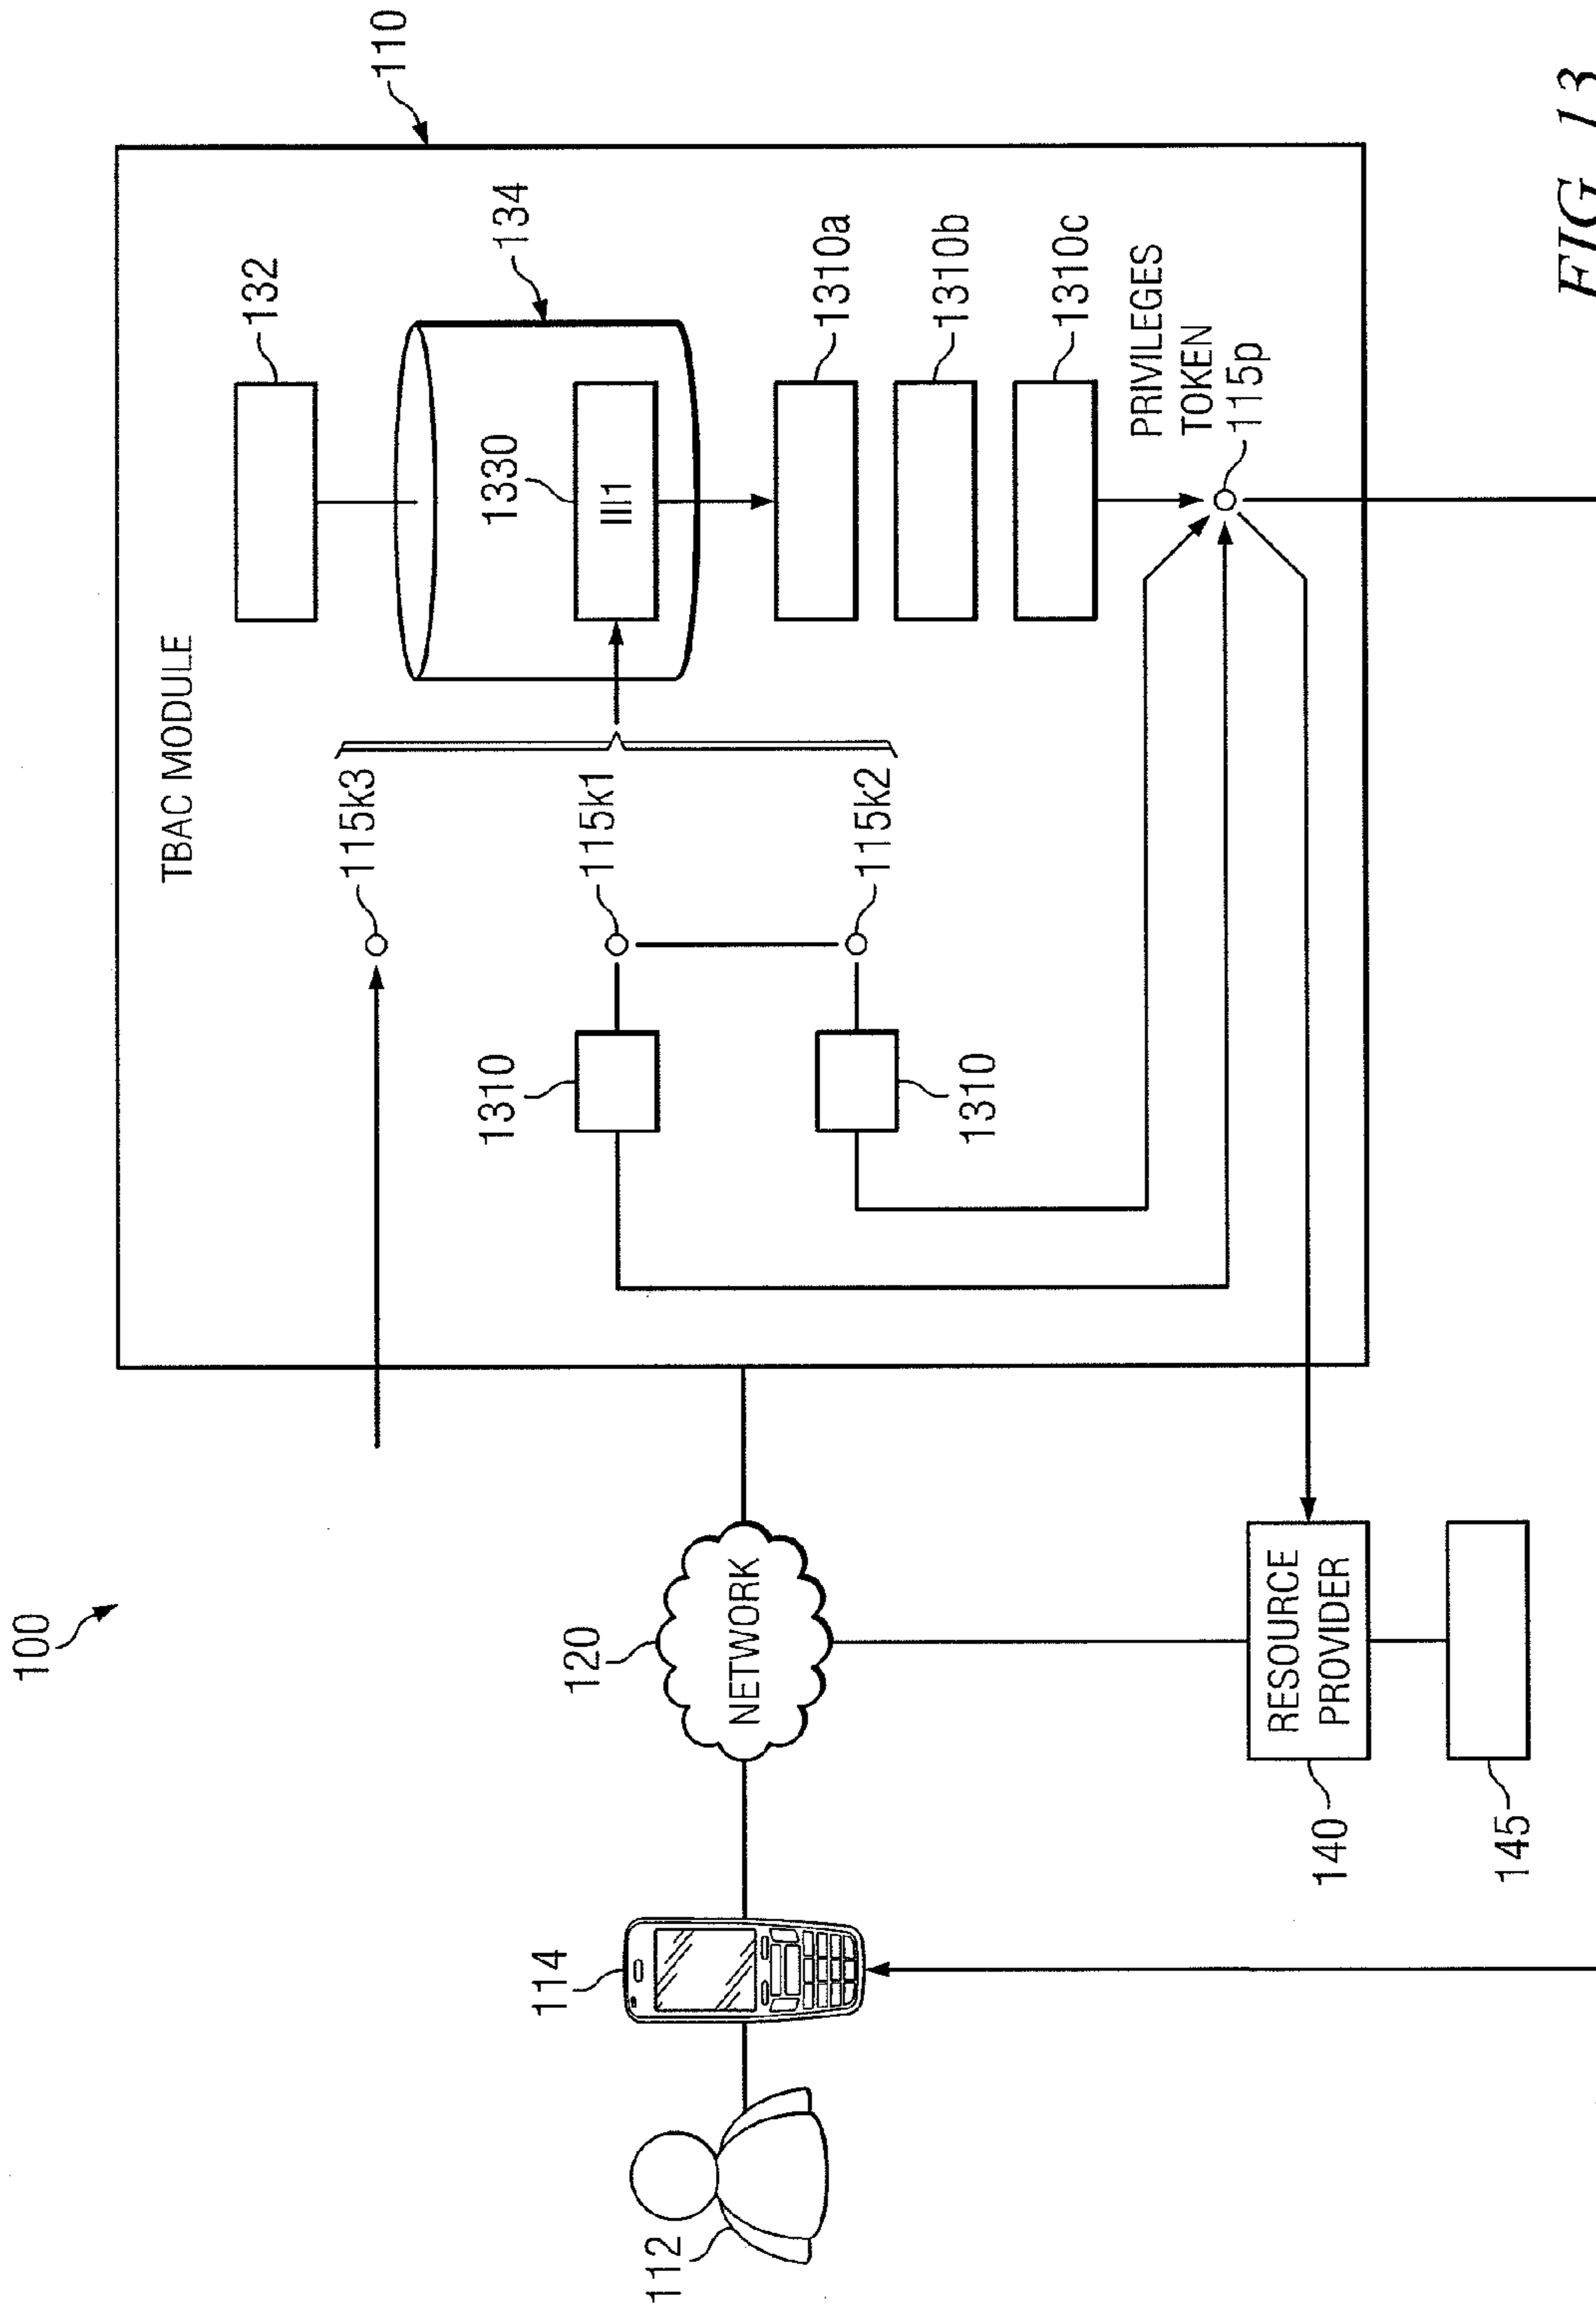 100
110
TBAC MODULE
132
134
115k3
1330
1310
115k1
1310a
115k2
1310b
1310
1310c
PRIVILEGES
TOKEN
115p
112
114
120
NETWORK
RESOURCE
PROVIDER
140
145
FIG. 13